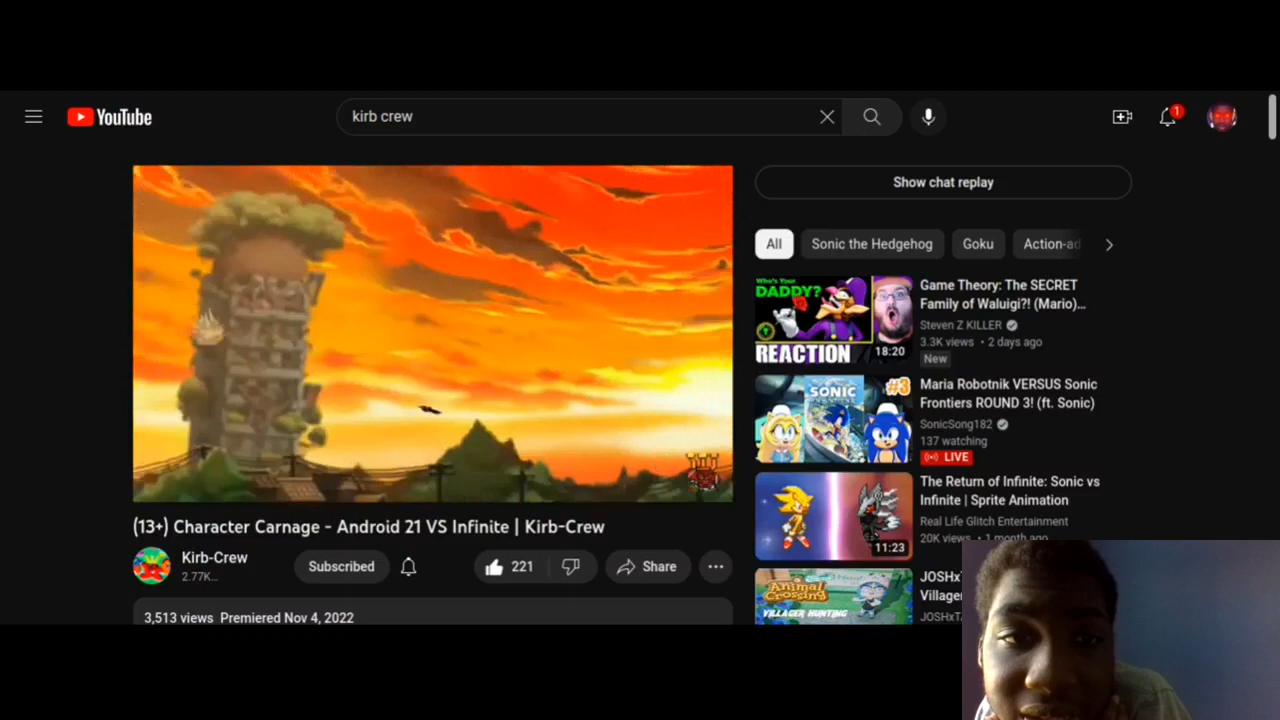 YouTube
kirb crew
1
Show chat replay
All
Sonic the Hedgehog
Goku
Action-ad
Who's Your
DADDY?
REACTION
18:20
Game Theory: The SECRET
Family of Waluigi?! (Mario)...
Steven Z KILLER
3.3K views • 2 days ago
New
SONIC
#3
Maria Robotnik VERSUS Sonic
Frontiers ROUND 3! (ft. Sonic)
SonicSong182
137 watching
LIVE
11:23
The Return of Infinite: Sonic vs
Infinite | Sprite Animation
Real Life Glitch Entertainment
20K views • 1 month ago
Animal
CROSSING
VILLAGER HUNTING
JOSHxT
Villager
JOSHxTA
(13+) Character Carnage - Android 21 VS Infinite | Kirb-Crew
Kirb-Crew
2.77K...
Subscribed
221
Share
3,513 views Premiered Nov 4, 2022